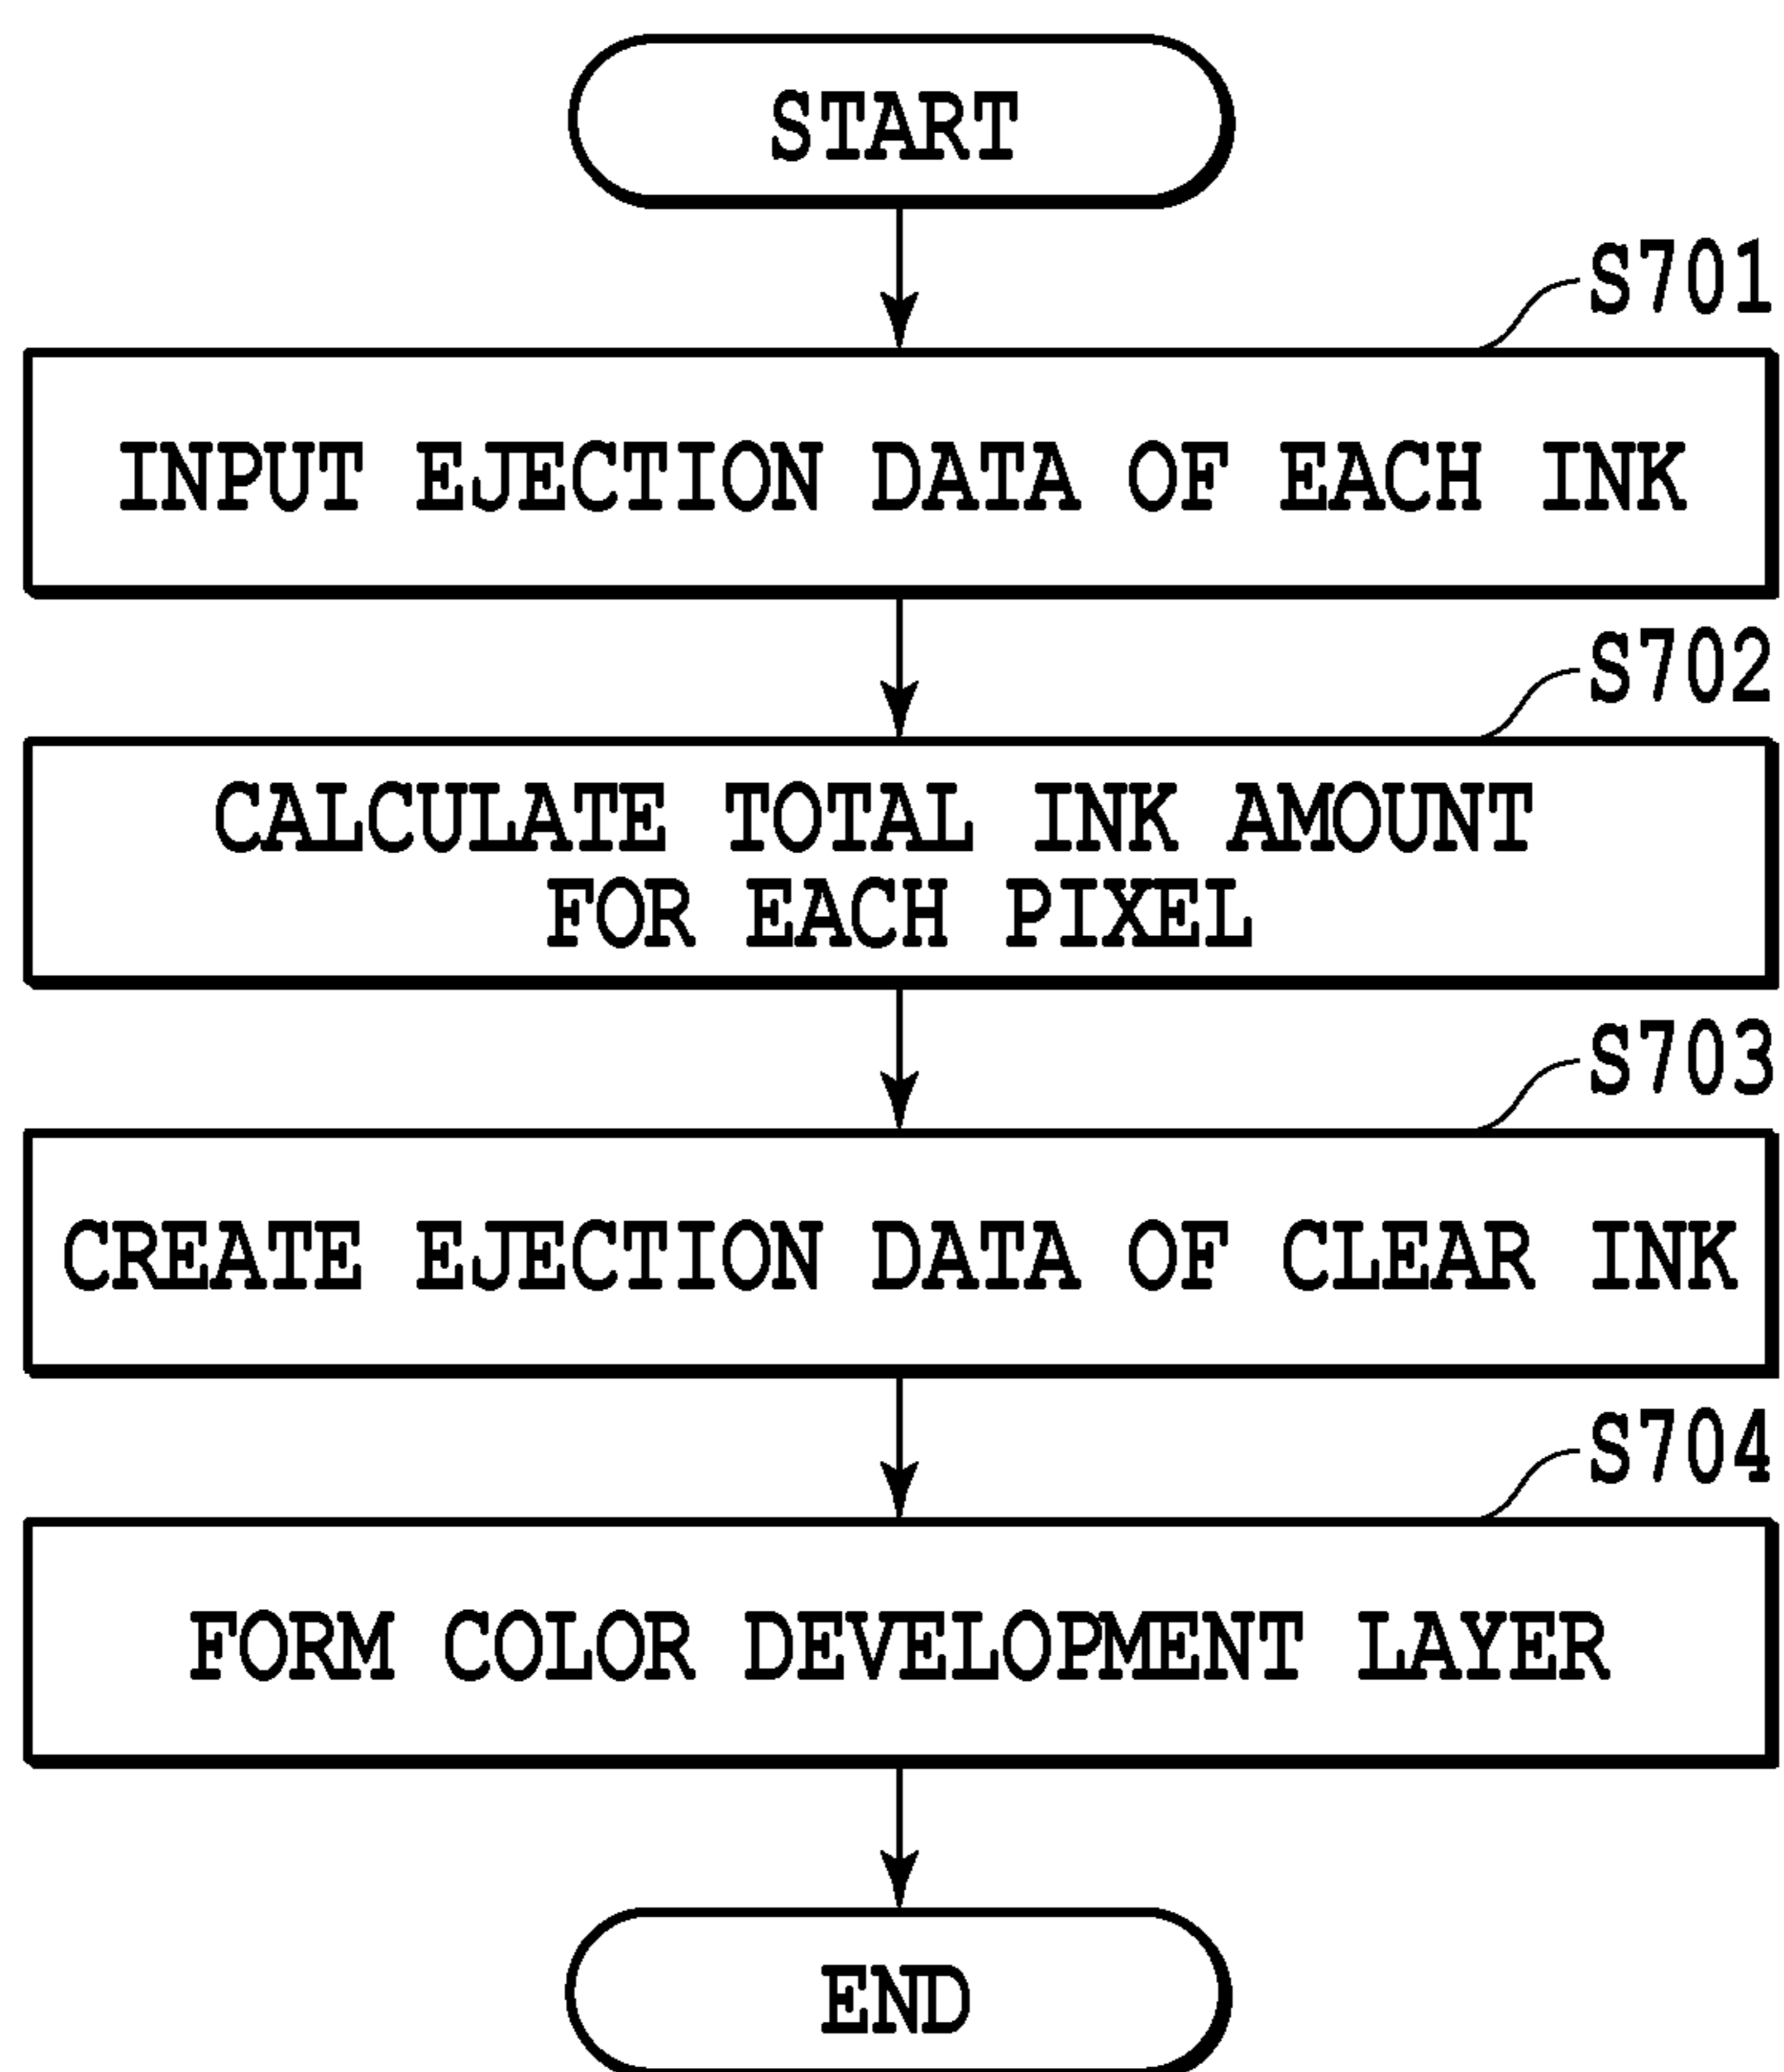 START
S701
INPUT EJECTION DATA OF EACH INK
S702
CALCULATE TOTAL INK AMOUNT
FOR EACH PIXEL
S703
CREATE EJECTION DATA OF CLEAR INK
S704
FORM COLOR DEVELOPMENT LAYER
END